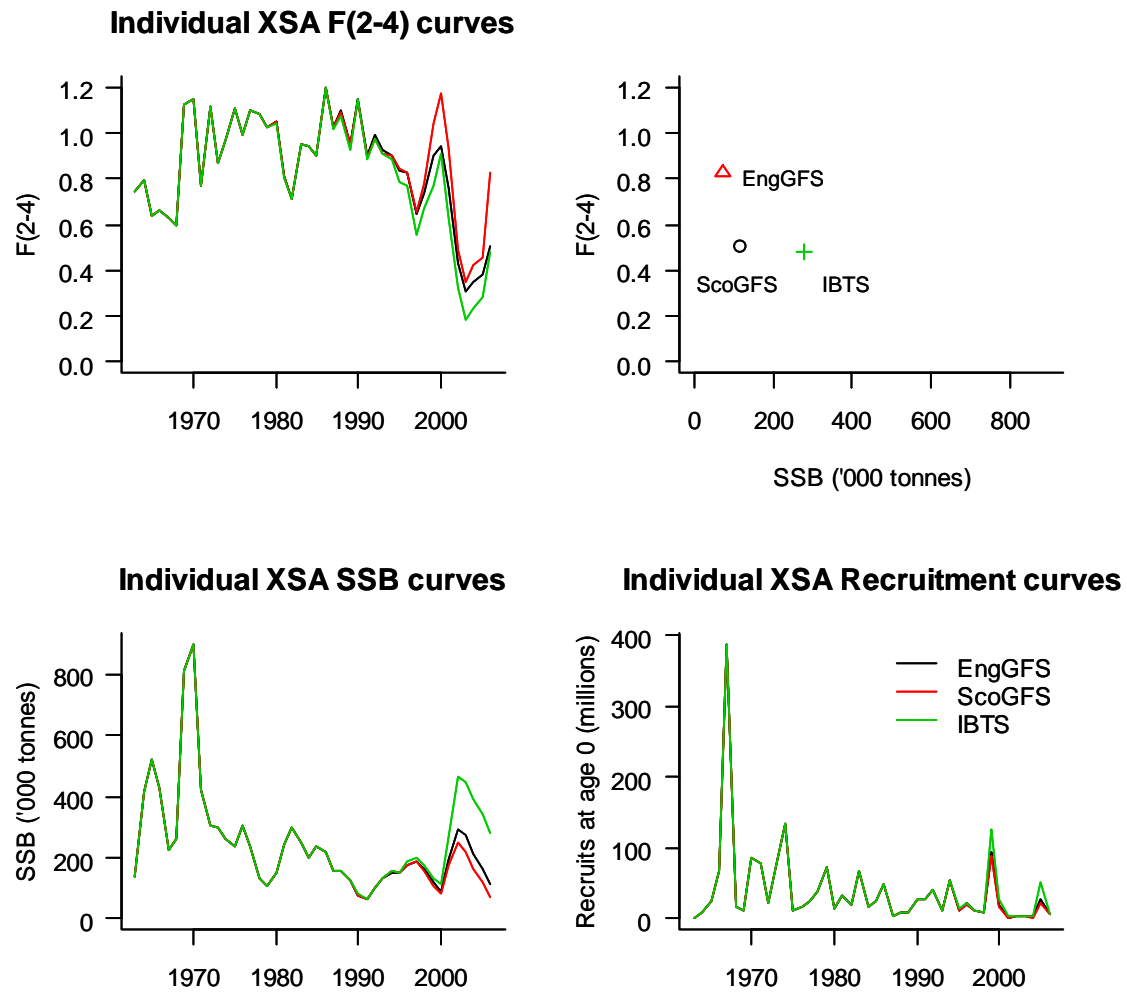 Individual XSA F(2-4) curves
F(2-4)
1.2
1.0
0.8
0.6
0.4
0.2
0.0
1970 1980 1990 2000
F(2-4)
1.2
1.0
0.8
0.6
0.4
0.2
0.0
EngGFS
ScoGFS IBTS
0 200 400 600 800
SSB ('000 tonnes)
Individual XSA SSB curves
SSB ('000 tonnes)
800
600
400
200
0
1970 1980 1990 2000
Individual XSA Recruitment curves
Recruits at age 0 (millions)
400
300
200
100
0
EngGFS
ScoGFS
IBTS
1970 1980 1990 2000